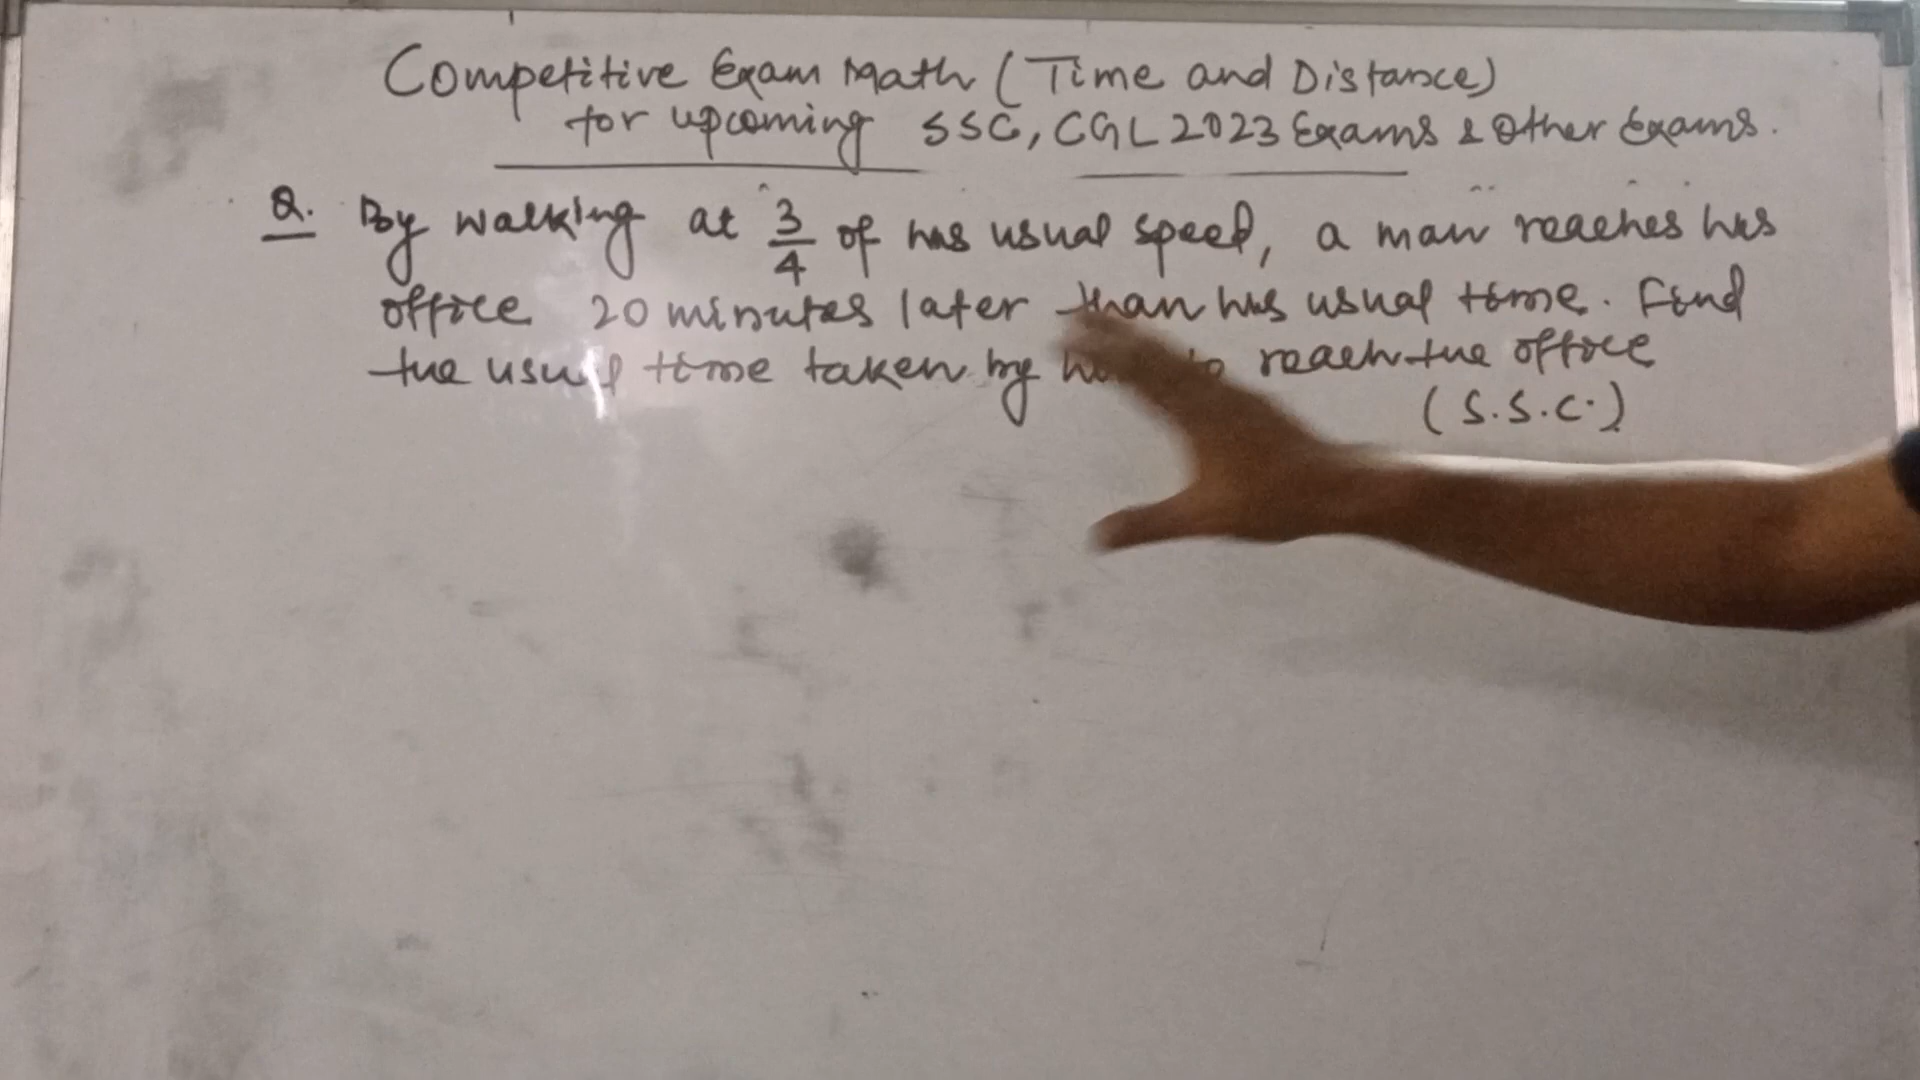 Competitive Exam Math (Time and Distance)
for upcoming SSC, CGL 2023 Exams & Other Exams.
Q. By walking at 3/4 of his usual speed, a man reaches his
office 20 minutes later than his usual time. Find
the usual time taken by to reach the office
(S.S.C.)